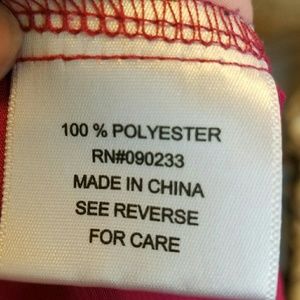 100 % POLYESTER
RN#090233
MADE IN CHINA
SEE REVERSE
FOR CARE